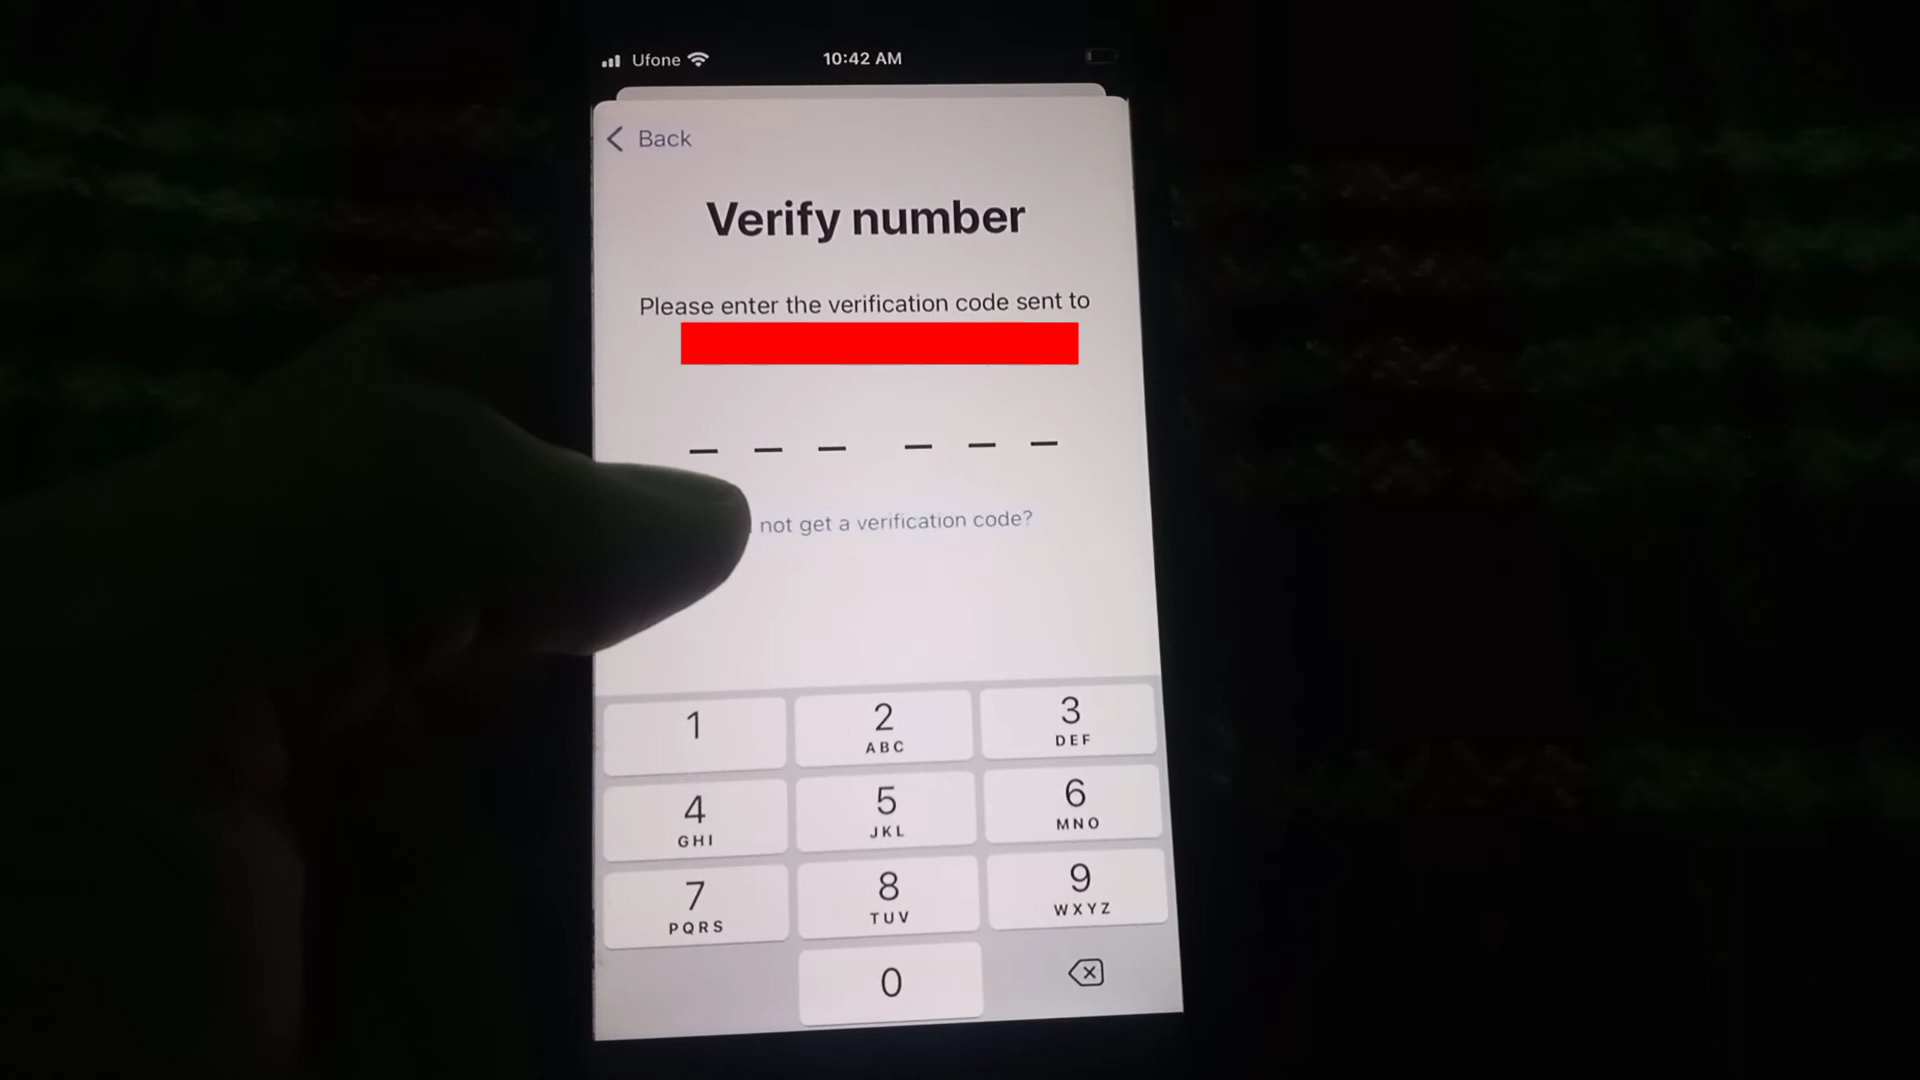 Ufone 10:42 AM
Back
Verify number
Please enter the verification code sent to
not get a verification code?
1 2 3
ABC DEF
4 5 6
GHI JKL MNO
7 8 9
PQRS TUV WXYZ
0